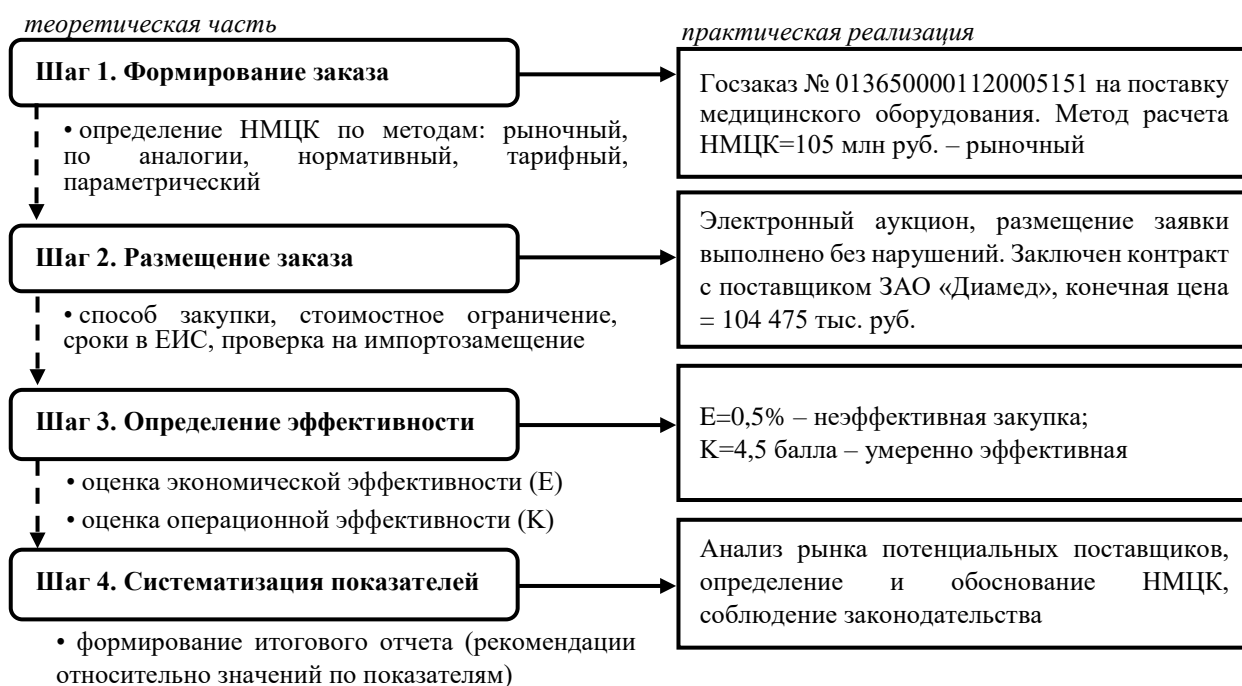 теоретическая часть
практическая реализация
Шаг 1. Формирование заказа
Госзаказ № 0136500001120005151 на поставку
медицинского оборудования. Метод расчета
НМЦК=105 млн руб. – рыночный
• определение НМЦК по методам: рыночный,
по аналогии, нормативный, тарифный,
параметрический
Шаг 2. Размещение заказа
Электронный аукцион, размещение заявки
выполнено без нарушений. Заключен контракт
с поставщиком ЗАО «Диамед», конечная цена
= 104 475 тыс. руб.
• способ закупки, стоимостное ограничение,
сроки в ЕИС, проверка на импортозамещение
Шаг 3. Определение эффективности
E=0,5% – неэффективная закупка;
K=4,5 балла – умеренно эффективная
• оценка экономической эффективности (E)
• оценка операционной эффективности (K)
Шаг 4. Систематизация показателей
Анализ рынка потенциальных поставщиков,
определение и обоснование НМЦК,
соблюдение законодательства
• формирование итогового отчета (рекомендации
относительно значений по показателям)